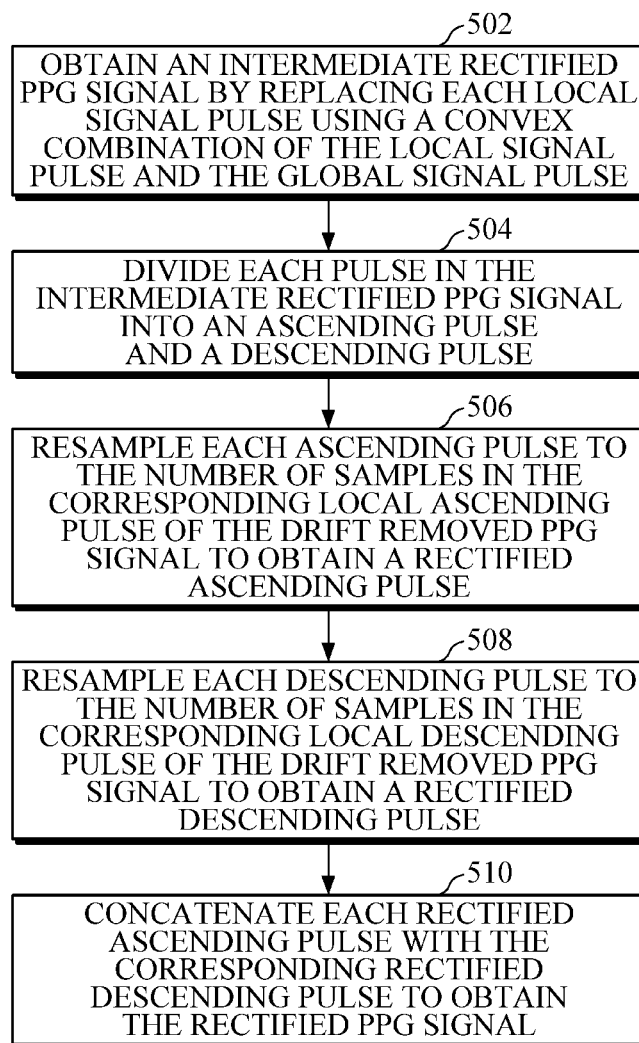 502
OBTAIN AN INTERMEDIATE RECTIFIED
PPG SIGNAL BY REPLACING EACH LOCAL
SIGNAL PULSE USING A CONVEX
COMBINATION OF THE LOCAL SIGNAL
PULSE AND THE GLOBAL SIGNAL PULSE
504
DIVIDE EACH PULSE IN THE
INTERMEDIATE RECTIFIED PPG SIGNAL
INTO AN ASCENDING PULSE
AND A DESCENDING PULSE
506
RESAMPLE EACH ASCENDING PULSE TO
THE NUMBER OF SAMPLES IN THE
CORRESPONDING LOCAL ASCENDING
PULSE OF THE DRIFT REMOVED PPG
SIGNAL TO OBTAIN A RECTIFIED
ASCENDING PULSE
508
RESAMPLE EACH DESCENDING PULSE TO
THE NUMBER OF SAMPLES IN THE
CORRESPONDING LOCAL DESCENDING
PULSE OF THE DRIFT REMOVED PPG
SIGNAL TO OBTAIN A RECTIFIED
DESCENDING PULSE
510
CONCATENATE EACH RECTIFIED
ASCENDING PULSE WITH THE
CORRESPONDING RECTIFIED
DESCENDING PULSE TO OBTAIN
THE RECTIFIED PPG SIGNAL